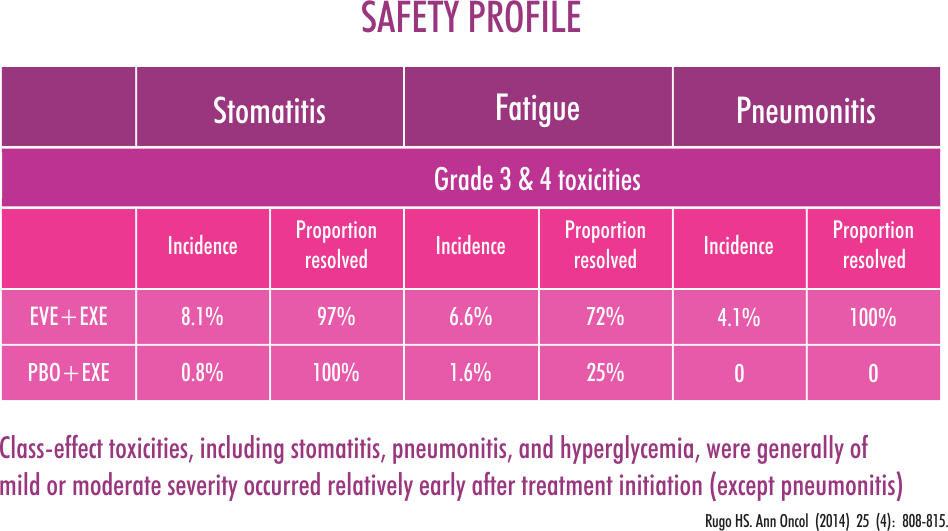 SAFETY PROFILE
Stomatitis Fatigue Pneumonitis
Grade 3 & 4 toxicities
Incidence Proportion resolved Incidence Proportion resolved Incidence Proportion resolved
EVE+EXE 8.1% 97% 6.6% 72% 4.1% 100%
PBO+EXE 0.8% 100% 1.6% 25% 0 0
Class-effect toxicities, including stomatitis, pneumonitis, and hyperglycemia, were generally of
mild or moderate severity occurred relatively early after treatment initiation (except pneumonitis)
Rugo HS. Ann Oncol (2014) 25 (4): 808-815.